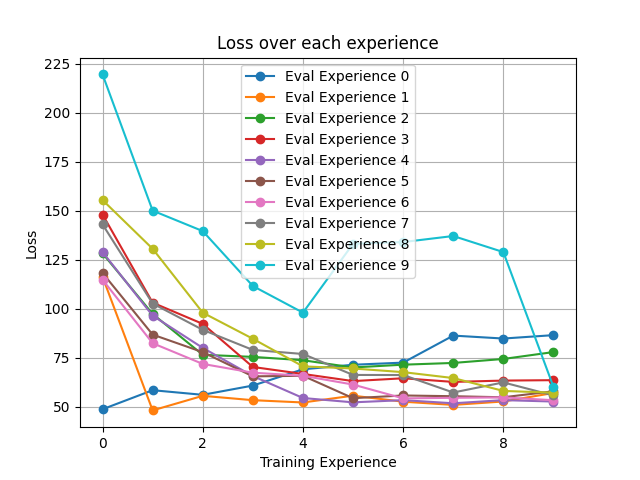 Loss over each experience
225
200
175
150
125
100
75
50
Loss
Eval Experience 0
Eval Experience 1
Eval Experience 2
Eval Experience 3
Eval Experience 4
Eval Experience 5
Eval Experience 6
Eval Experience 7
Eval Experience 8
Eval Experience 9
0 2 4 6 8
Training Experience